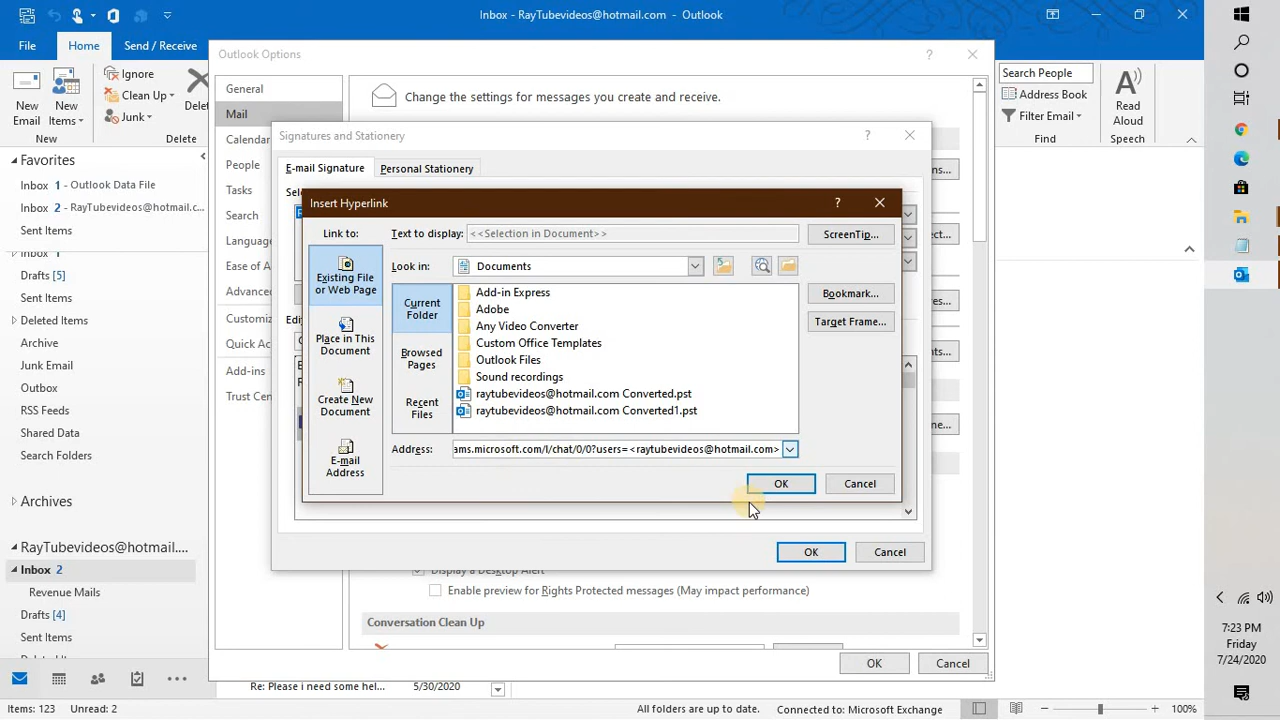 Inbox - RayTubevideos@hotmail.com - Outlook
File
Home
Send / Receive
New Email
New Items
New
Ignore
Clean Up
Junk
Delete
Search People
Address Book
Filter Email
Find
Read Aloud
Speech
Favorites
Inbox 1 - Outlook Data File
Inbox 2 - RayTubevideos@hotmail.c...
Sent Items
Inbox
Drafts [5]
Sent Items
Deleted Items
Archive
Junk Email
Outbox
RSS Feeds
Saved Data
Search Folders
Archives
RayTubevideos@hotmail....
Inbox 2
Revenue Mails
Drafts [4]
Sent Items
Items: 123
Unread: 2
Outlook Options
General
Mail
Calendar
People
Tasks
Search
Language
Ease of A
Advanced
Customiz
Quick Ac
Add-ins
Trust Cen
Change the settings for messages you create and receive.
Signatures and Stationery
E-mail Signature
Personal Stationery
Insert Hyperlink
Link to:
Existing File or Web Page
Place in This Document
Create New Document
E-mail Address
Text to display:
<<Selection in Document>>
ScreenTip...
Look in:
Documents
Current Folder
Browsed Pages
Recent Files
Add-in Express
Adobe
Any Video Converter
Custom Office Templates
Outlook Files
Sound recordings
raytubevideos@hotmail.com Converted.pst
raytubevideos@hotmail.com Converted1.pst
Bookmark...
Target Frame...
Address:
ams.microsoft.com/l/chat/0/0?users=<raytubevideos@hotmail.com>
OK
Cancel
OK
Cancel
Display a Desktop Alert
Enable preview for Rights Protected messages (May impact performance)
Conversation Clean Up
OK
Cancel
Re: Please i need some hel...
5/30/2020
All folders are up to date.
Connected to: Microsoft Exchange
100%
7:23 PM
Friday
7/24/2020